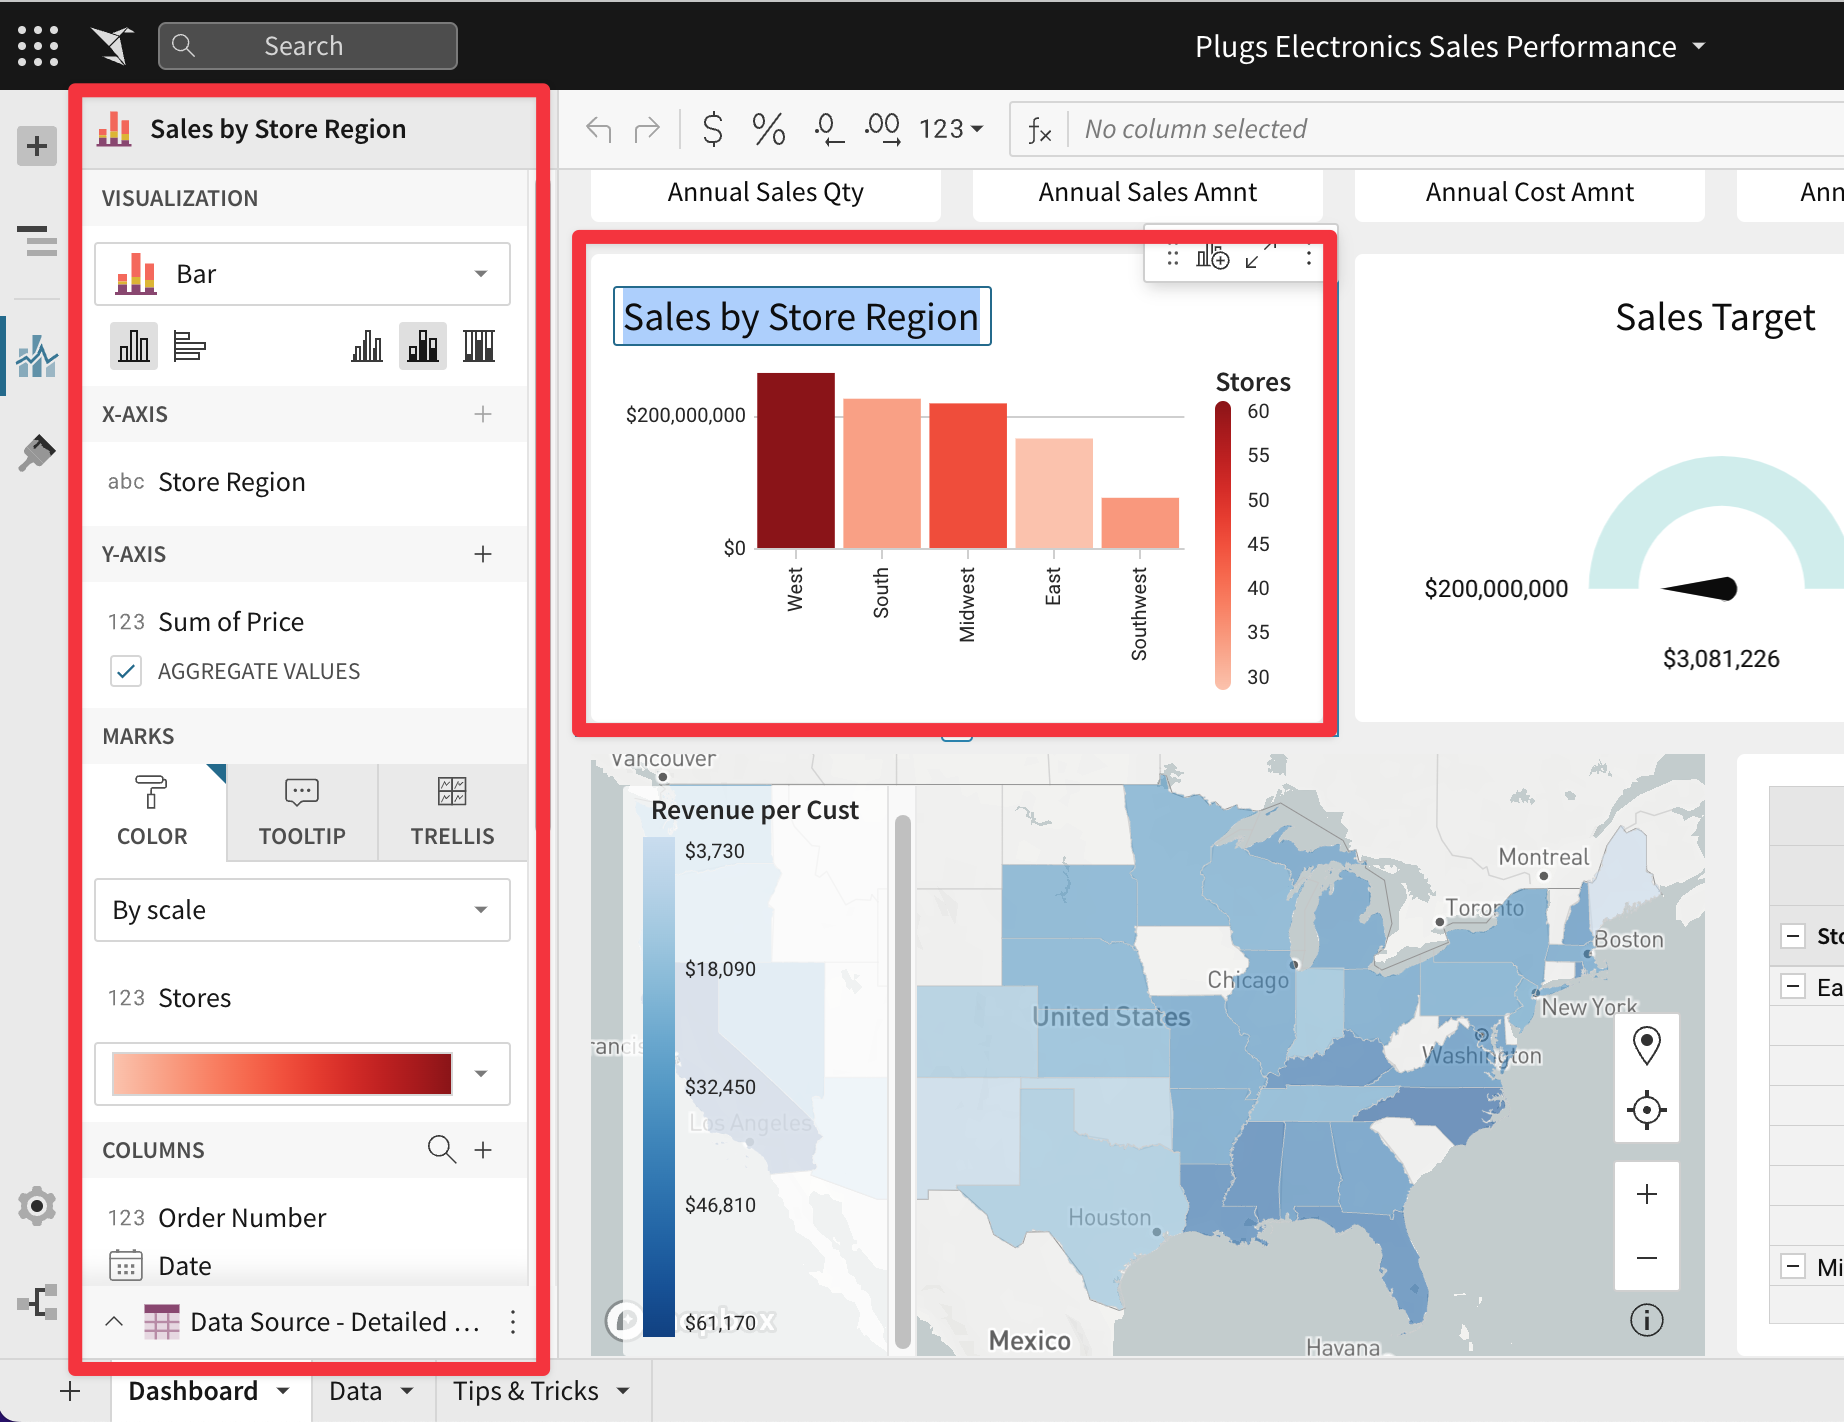 Search
Plugs Electronics Sales Performance
Sales by Store Region
$ % .0 .00 123
fx No column selected
VISUALIZATION
Bar
X-AXIS
abc Store Region
Y-AXIS
123 Sum of Price
AGGREGATE VALUES
MARKS
COLOR
TOOLTIP
TRELLIS
By scale
123 Stores
COLUMNS
123 Order Number
Date
Data Source - Detailed ...
Annual Sales Qty
Annual Sales Amnt
Annual Cost Amnt
Ann
Sales by Store Region
$200,000,000
$0
West
South
Midwest
East
Southwest
Stores
60
55
50
45
40
35
30
Sales Target
$200,000,000
$3,081,226
Vancouver
Revenue per Cust
$3,730
$18,090
$32,450
$46,810
$61,170
Montreal
Toronto
Boston
Chicago
New York
United States
Washington
rancis
Los Angeles
Houston
Mexico
Havana
mapbox
Sto
Ea
Mi
Dashboard
Data
Tips & Tricks